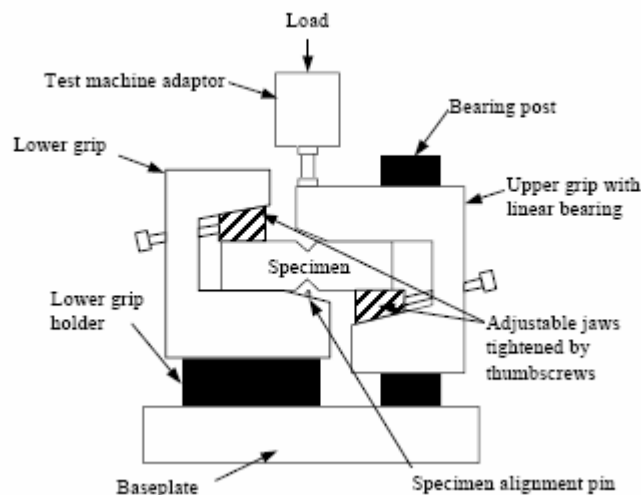 Load
Test machine adaptor
Bearing post
Lower grip
Upper grip with
linear bearing
Specimen
Lower grip
holder
Adjustable jaws
tightened by
thumbscrews
Baseplate
Specimen alignment pin